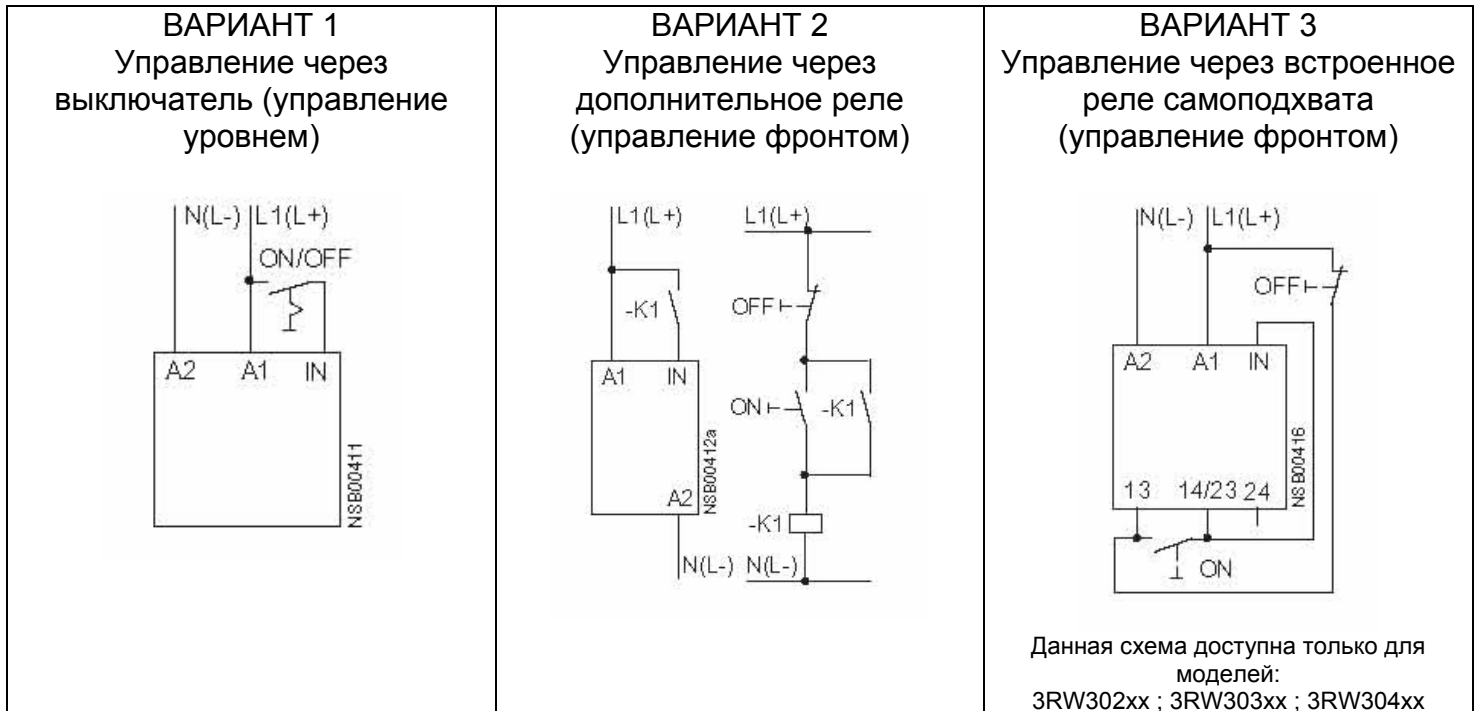 ВАРИАНТ 1
Управление через
выключатель (управление
уровнем)
N(L-) L1(L+)
ON/OFF
A2 A1 IN
NSB00411
ВАРИАНТ 2
Управление через
дополнительное реле
(управление фронтом)
L1(L+) L1(L+)
-K1 OFF
A1 IN
ON -K1
NSB00412a
A2
-K1
N(L-) N(L-)
ВАРИАНТ 3
Управление через встроенное
реле самоподхвата
(управление фронтом)
N(L-) L1(L+)
OFF
A2 A1 IN
NSB00416
13 14/23 24
ON
Данная схема доступна только для
моделей:
3RW302xx ; 3RW303xx ; 3RW304xx